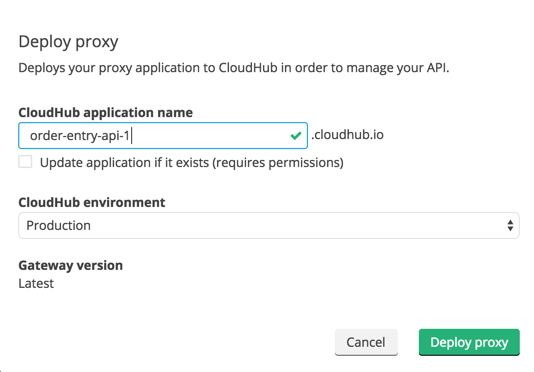 Deploy proxy
Deploys your proxy application to CloudHub in order to manage your API.
CloudHub application name
order-entry-api-1 .cloudhub.io
Update application if it exists (requires permissions)
CloudHub environment
Production
Gateway version
Latest
Cancel Deploy proxy